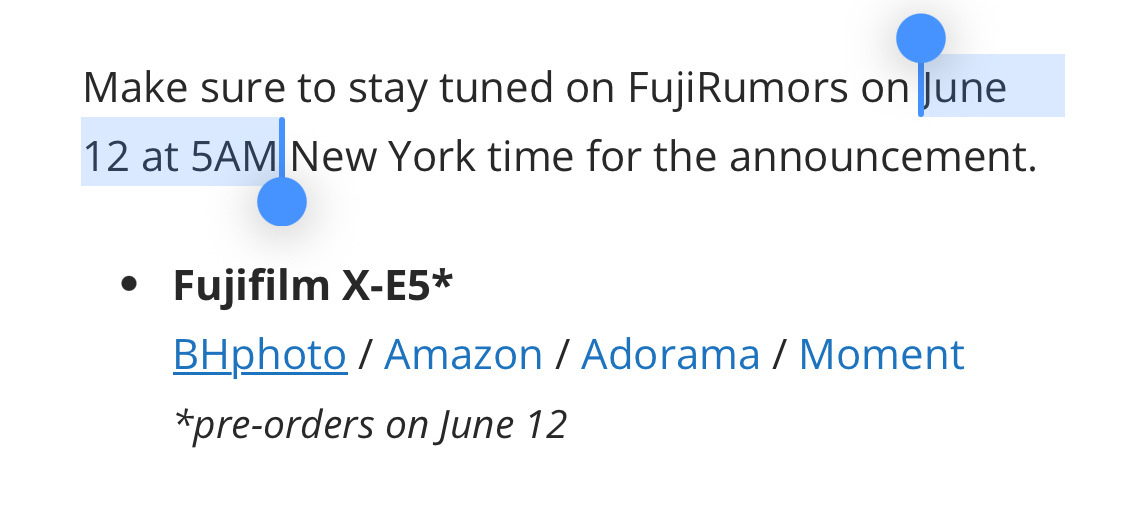 Make sure to stay tuned on FujiRumors on June
12 at 5AM New York time for the announcement.
• Fujifilm X-E5*
BHphoto / Amazon / Adorama / Moment
*pre-orders on June 12